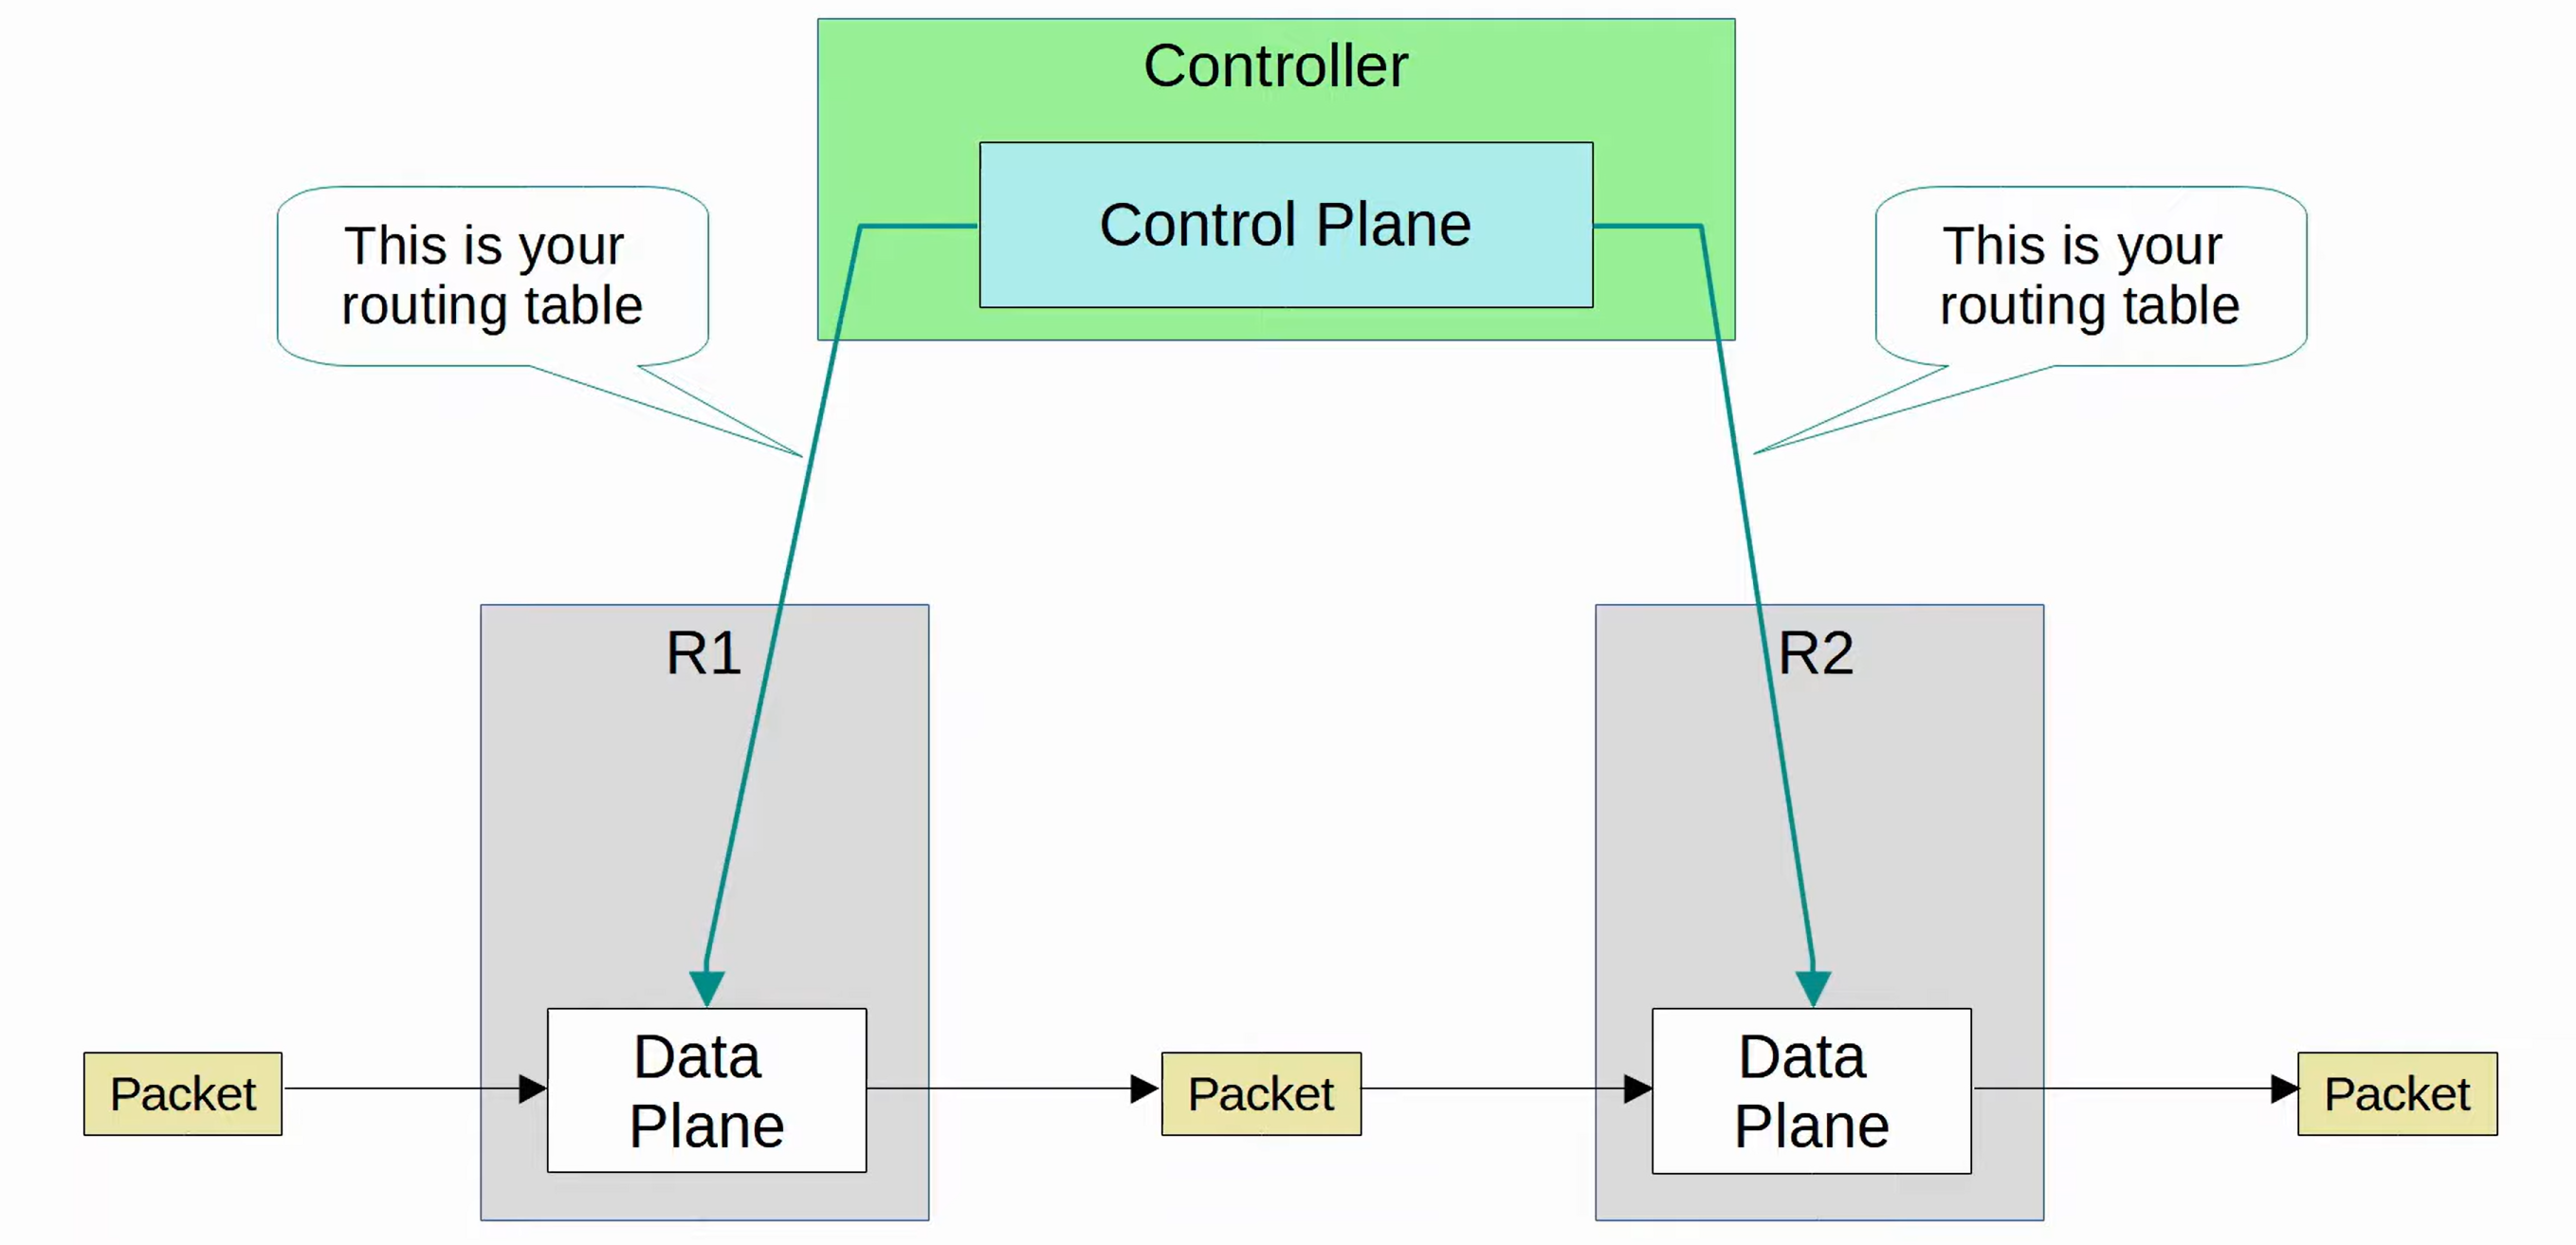 Controller
Control Plane
This is your
routing table
This is your
routing table
R1
R2
Data
Plane
Data
Plane
Packet
Packet
Packet